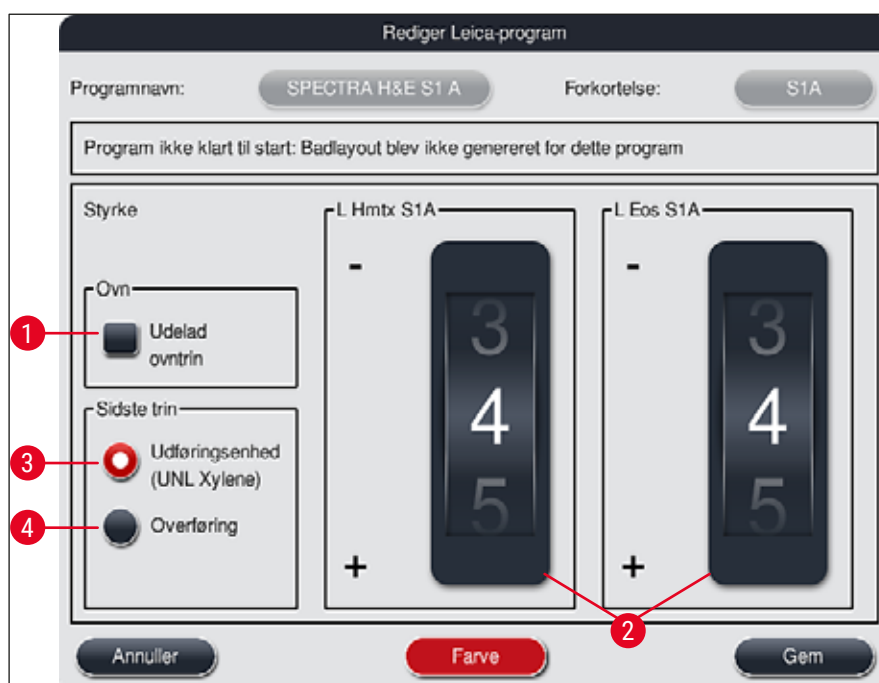 Rediger Leica-program
Programnavn: SPECTRA H&E S1 A Forkortelse: S1A
Program ikke klart til start: Badlayout blev ikke genereret for dette program
Styrke
L Hmtx S1A
L Eos S1A
- -
Ovn
1 Udelad
ovntrin
3 3
4 4
5 5
Sidste trin
3 Udføringsenhed
(UNL Xylene)
4 Overføring
+ +
2
Annuller Farve Gem